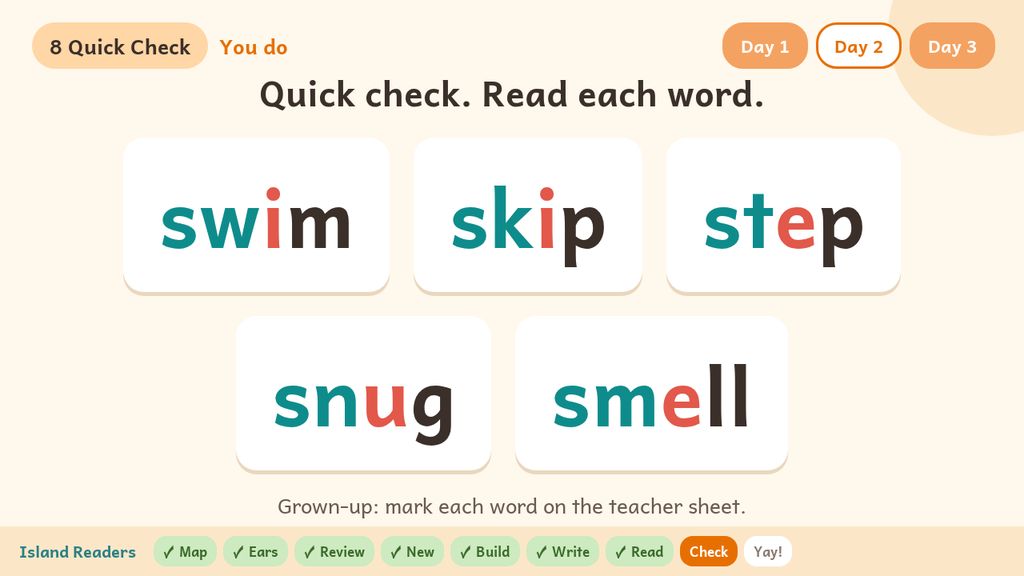 8 Quick Check You do Day 1 Day 2 Day 3
Quick check. Read each word.
swim skip step
snug smell
Grown-up: mark each word on the teacher sheet.
Island Readers ✓ Map ✓ Ears ✓ Review ✓ New ✓ Build ✓ Write ✓ Read Check Yay!